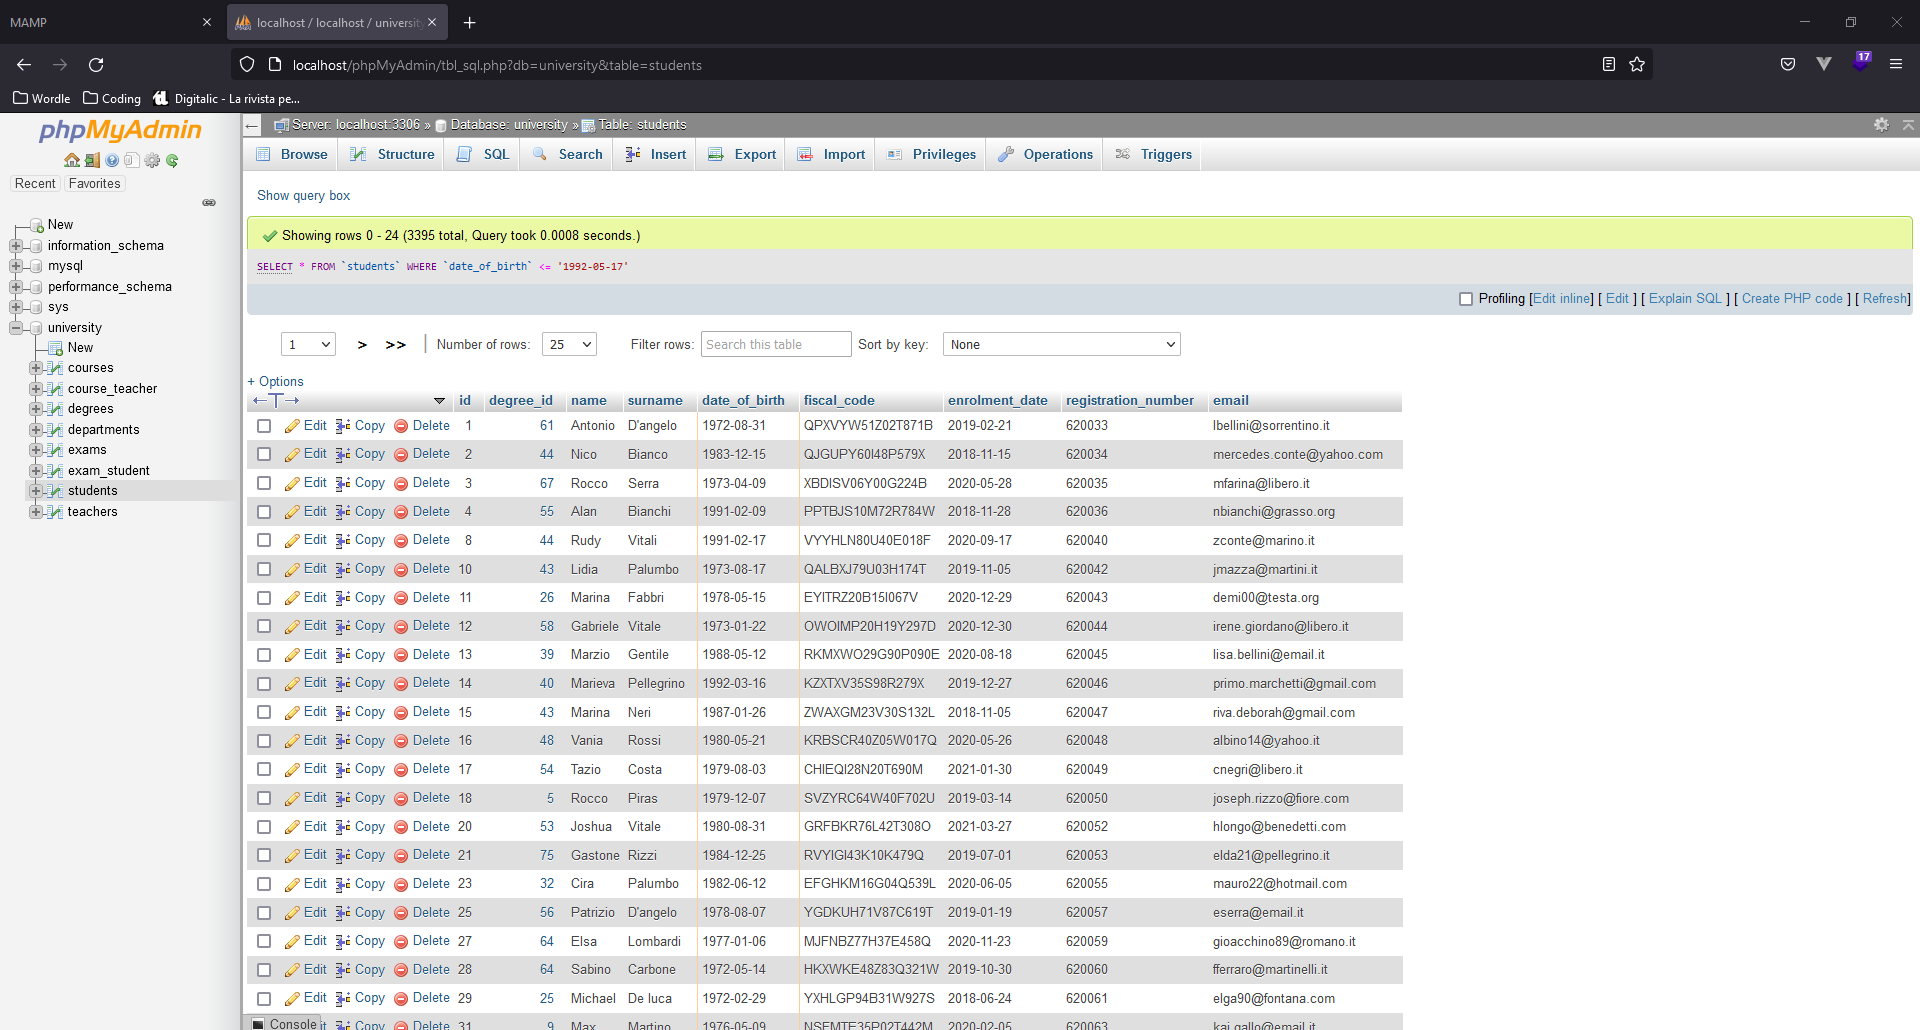 MAMP
localhost / localhost / university
localhost/phpMyAdmin/tbl_sql.php?db=university&table=students
17
Wordle Coding Digitalic - La rivista pe...
phpMyAdmin
Recent Favorites
New
information_schema
mysql
performance_schema
sys
university
New
courses
course_teacher
degrees
departments
exams
exam_student
students
teachers
Server: localhost:3306 » Database: university » Table: students
Browse Structure SQL Search Insert Export Import Privileges Operations Triggers
Show query box
Showing rows 0 - 24 (3395 total, Query took 0.0008 seconds.)
SELECT * FROM `students` WHERE `date_of_birth` <= '1992-05-17'
Profiling [Edit inline] [ Edit ] [ Explain SQL ] [ Create PHP code ] [ Refresh]
1 > >> Number of rows: 25 Filter rows: Search this table Sort by key: None
+ Options
←T→ id degree_id name surname date_of_birth fiscal_code enrolment_date registration_number email
Edit Copy Delete 1 61 Antonio D'angelo 1972-08-31 QPXVYW51Z02T871B 2019-02-21 620033 lbellini@sorrentino.it
Edit Copy Delete 2 44 Nico Bianco 1983-12-15 QJGUPY60I48P579X 2018-11-15 620034 mercedes.conte@yahoo.com
Edit Copy Delete 3 67 Rocco Serra 1973-04-09 XBDISV06Y00G224B 2020-05-28 620035 mfarina@libero.it
Edit Copy Delete 4 55 Alan Bianchi 1991-02-09 PPTBJS10M72R784W 2018-11-28 620036 nbianchi@grasso.org
Edit Copy Delete 8 44 Rudy Vitali 1991-02-17 VYYHLN80U40E018F 2020-09-17 620040 zconte@marino.it
Edit Copy Delete 10 43 Lidia Palumbo 1973-08-17 QALBXJ79U03H174T 2019-11-05 620042 jmazza@martini.it
Edit Copy Delete 11 26 Marina Fabbri 1978-05-15 EYITRZ20B15I067V 2020-12-29 620043 demi00@testa.org
Edit Copy Delete 12 58 Gabriele Vitale 1973-01-22 OWOIMP20H19Y297D 2020-12-30 620044 irene.giordano@libero.it
Edit Copy Delete 13 39 Marzio Gentile 1988-05-12 RKMXWO29G90P090E 2020-08-18 620045 lisa.bellini@email.it
Edit Copy Delete 14 40 Marieva Pellegrino 1992-03-16 KZXTXV35S98R279X 2019-12-27 620046 primo.marchetti@gmail.com
Edit Copy Delete 15 43 Marina Neri 1987-01-26 ZWAXGM23V30S132L 2018-11-05 620047 riva.deborah@gmail.com
Edit Copy Delete 16 48 Vania Rossi 1980-05-21 KRBSCR40Z05W017Q 2020-05-26 620048 albino14@yahoo.it
Edit Copy Delete 17 54 Tazio Costa 1979-08-03 CHIEQI28N20T690M 2021-01-30 620049 cnegri@libero.it
Edit Copy Delete 18 5 Rocco Piras 1979-12-07 SVZYRC64W40F702U 2019-03-14 620050 joseph.rizzo@fiore.com
Edit Copy Delete 20 53 Joshua Vitale 1980-08-31 GRFBKR76L42T308O 2021-03-27 620052 hlongo@benedetti.com
Edit Copy Delete 21 75 Gastone Rizzi 1984-12-25 RVYIGI43K10K479Q 2019-07-01 620053 elda21@pellegrino.it
Edit Copy Delete 23 32 Cira Palumbo 1982-06-12 EFGHKM16G04Q539L 2020-06-05 620055 mauro22@hotmail.com
Edit Copy Delete 25 56 Patrizio D'angelo 1978-08-07 YGDKUH71V87C619T 2019-01-19 620057 eserra@email.it
Edit Copy Delete 27 64 Elsa Lombardi 1977-01-06 MJFNBZ77H37E458Q 2020-11-23 620059 gioacchino89@romano.it
Edit Copy Delete 28 64 Sabino Carbone 1972-05-14 HKXWKE48Z83Q321W 2019-10-30 620060 fferraro@martinelli.it
Edit Copy Delete 29 25 Michael De luca 1972-02-29 YXHLGP94B31W927S 2018-06-24 620061 elga90@fontana.com
Copy Delete 31 9 Max Martino 1976-05-09 NSFMTE35P02T442M 2020-02-05 620063 kai.gallo@email.it
Console